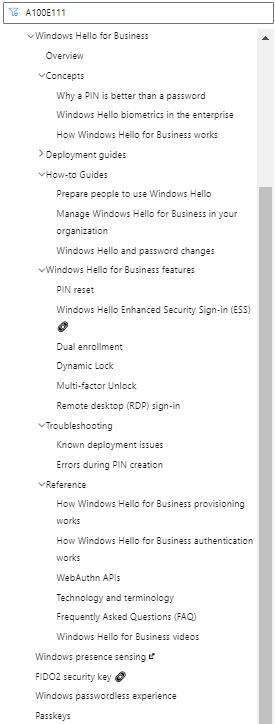 A100E111
Windows Hello for Business
Overview
Concepts
Why a PIN is better than a password
Windows Hello biometrics in the enterprise
How Windows Hello for Business works
Deployment guides
How-to Guides
Prepare people to use Windows Hello
Manage Windows Hello for Business in your
organization
Windows Hello and password changes
Windows Hello for Business features
PIN reset
Windows Hello Enhanced Security Sign-in (ESS)
Dual enrollment
Dynamic Lock
Multi-factor Unlock
Remote desktop (RDP) sign-in
Troubleshooting
Known deployment issues
Errors during PIN creation
Reference
How Windows Hello for Business provisioning
works
How Windows Hello for Business authentication
works
WebAuthn APIs
Technology and terminology
Frequently Asked Questions (FAQ)
Windows Hello for Business videos
Windows presence sensing
FIDO2 security key
Windows passwordless experience
Passkeys